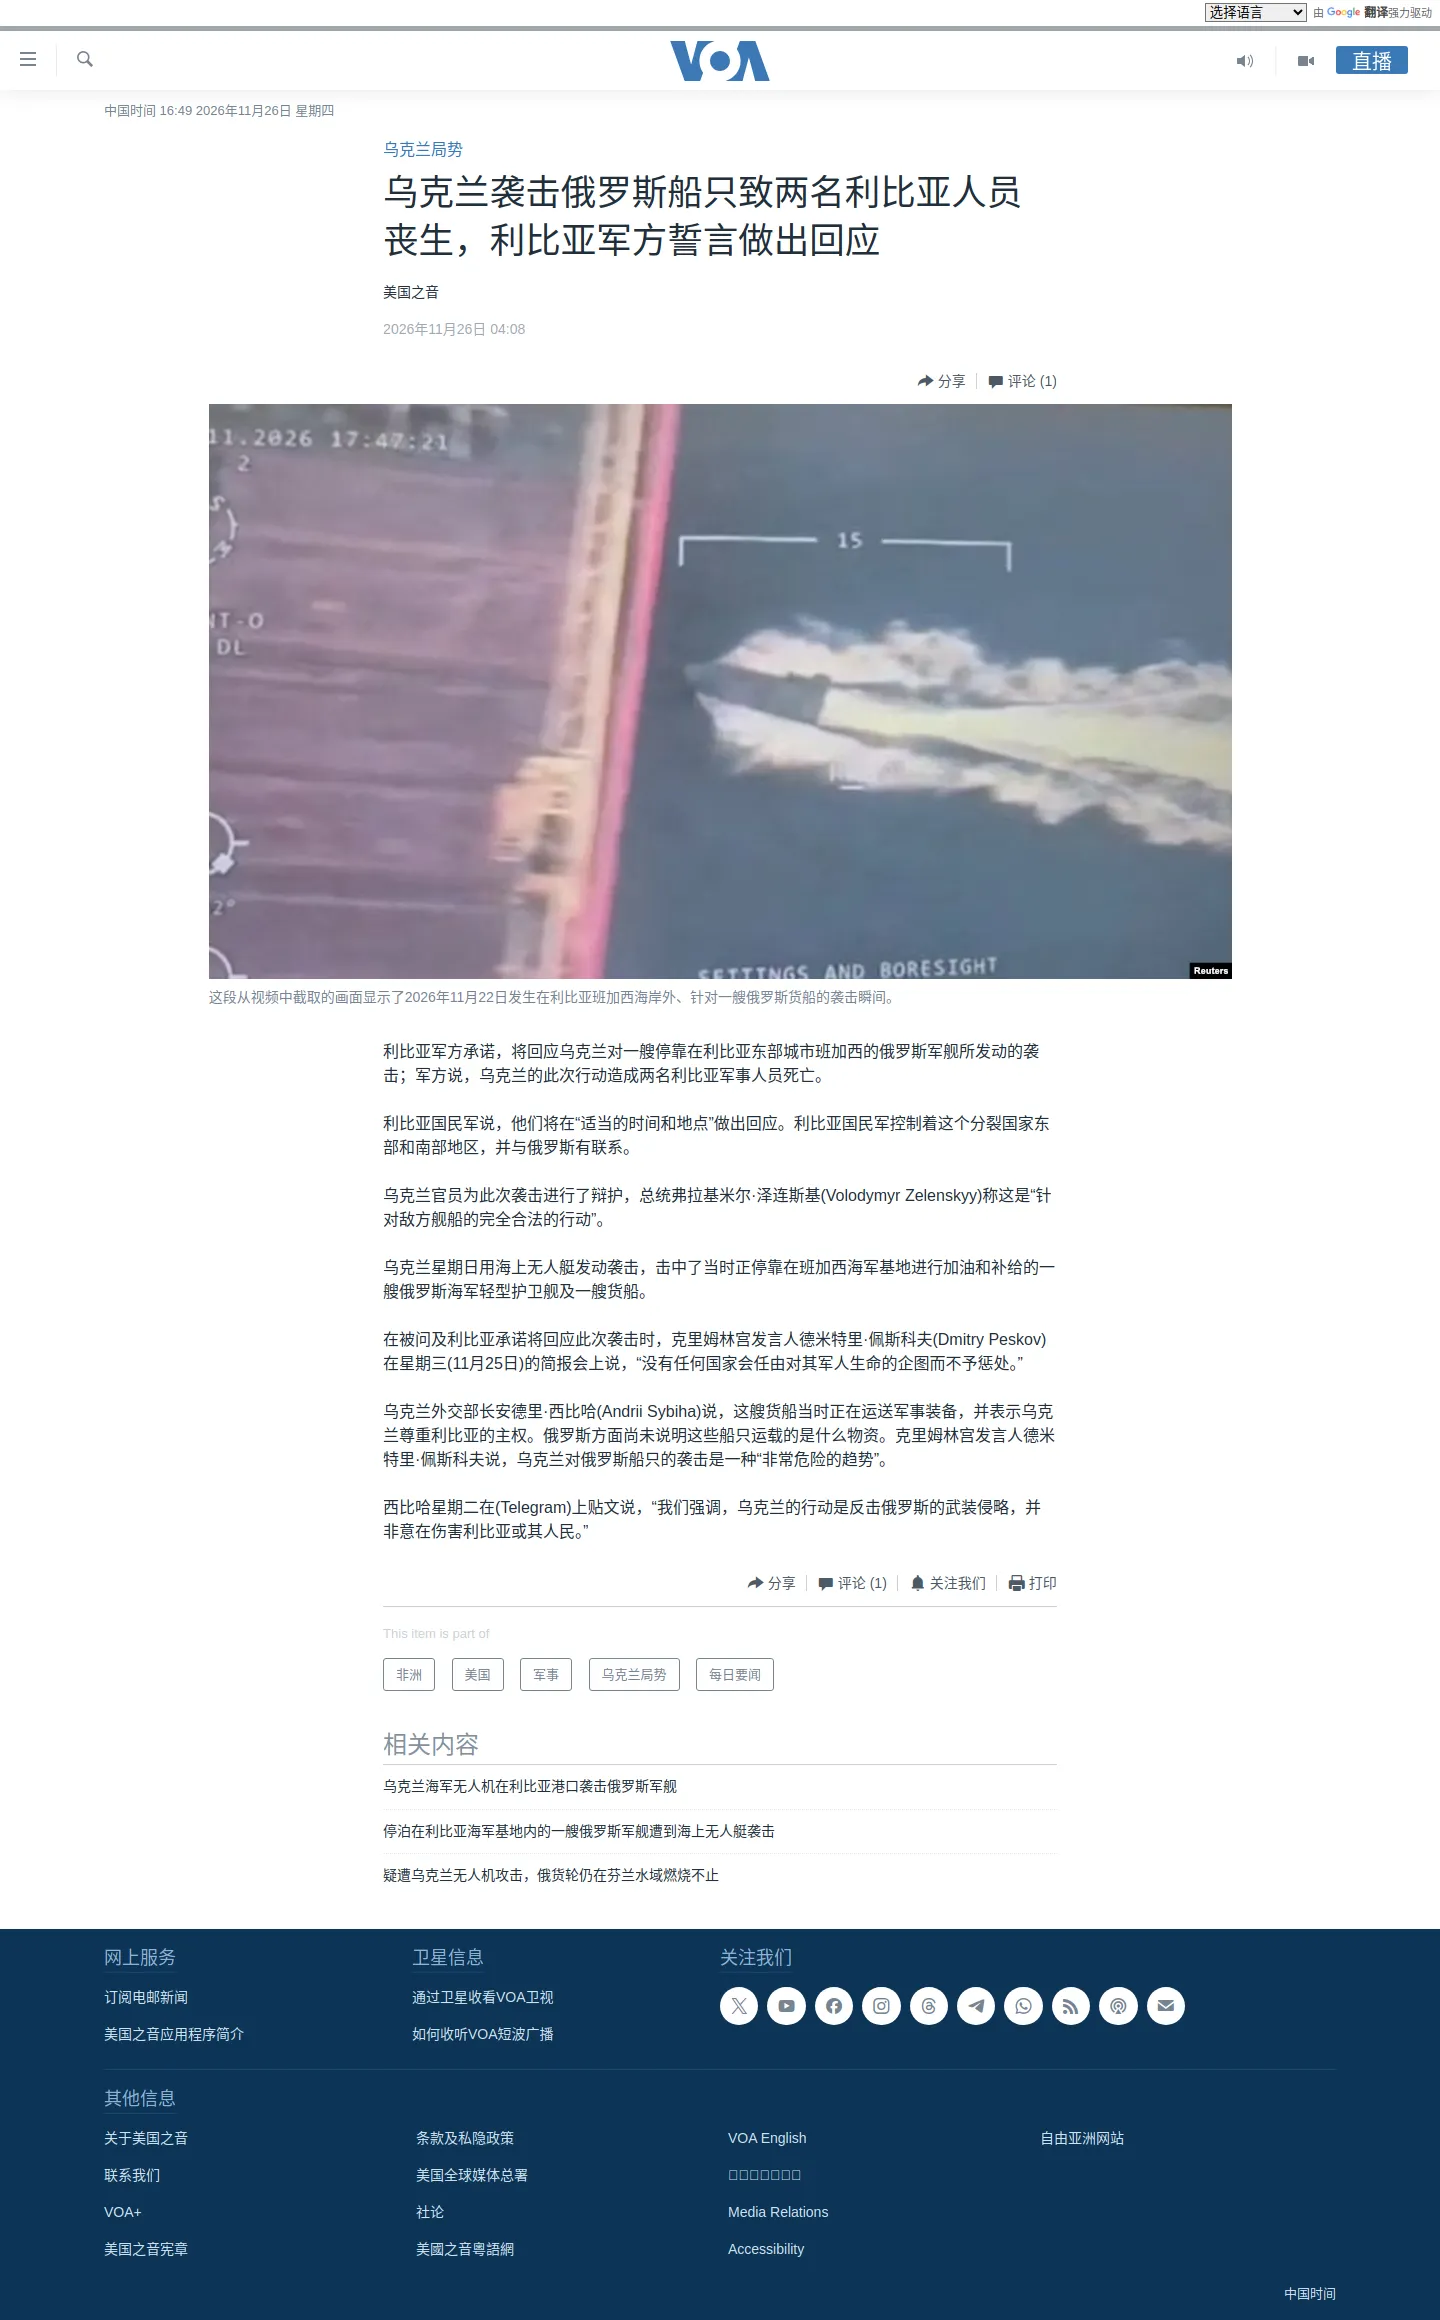 选择语言 由 Google 翻译强力驱动
VOA 直播
中国时间 16:49 2026年11月26日 星期四
乌克兰局势
乌克兰袭击俄罗斯船只致两名利比亚人员
丧生，利比亚军方誓言做出回应
美国之音
2026年11月26日 04:08
分享 评论 (1)
11.2026 17:47:21
2
S
M
15
NT-O
DL
2°
SETTINGS AND BORESIGHT
Reuters
这段从视频中截取的画面显示了2026年11月22日发生在利比亚班加西海岸外、针对一艘俄罗斯货船的袭击瞬间。
利比亚军方承诺，将回应乌克兰对一艘停靠在利比亚东部城市班加西的俄罗斯军舰所发动的袭
击；军方说，乌克兰的此次行动造成两名利比亚军事人员死亡。
利比亚国民军说，他们将在“适当的时间和地点”做出回应。利比亚国民军控制着这个分裂国家东
部和南部地区，并与俄罗斯有联系。
乌克兰官员为此次袭击进行了辩护，总统弗拉基米尔·泽连斯基(Volodymyr Zelenskyy)称这是“针
对敌方舰船的完全合法的行动”。
乌克兰星期日用海上无人艇发动袭击，击中了当时正停靠在班加西海军基地进行加油和补给的一
艘俄罗斯海军轻型护卫舰及一艘货船。
在被问及利比亚承诺将回应此次袭击时，克里姆林宫发言人德米特里·佩斯科夫(Dmitry Peskov)
在星期三(11月25日)的简报会上说，“没有任何国家会任由对其军人生命的企图而不予惩处。”
乌克兰外交部长安德里·西比哈(Andrii Sybiha)说，这艘货船当时正在运送军事装备，并表示乌克
兰尊重利比亚的主权。俄罗斯方面尚未说明这些船只运载的是什么物资。克里姆林宫发言人德米
特里·佩斯科夫说，乌克兰对俄罗斯船只的袭击是一种“非常危险的趋势”。
西比哈星期二在(Telegram)上贴文说，“我们强调，乌克兰的行动是反击俄罗斯的武装侵略，并
非意在伤害利比亚或其人民。”
分享 评论 (1) 关注我们 打印
This item is part of
非洲 美国 军事 乌克兰局势 每日要闻
相关内容
乌克兰海军无人机在利比亚港口袭击俄罗斯军舰
停泊在利比亚海军基地内的一艘俄罗斯军舰遭到海上无人艇袭击
疑遭乌克兰无人机攻击，俄货轮仍在芬兰水域燃烧不止
网上服务 卫星信息 关注我们
订阅电邮新闻 通过卫星收看VOA卫视
美国之音应用程序简介 如何收听VOA短波广播
其他信息
关于美国之音 条款及私隐政策 VOA English 自由亚洲网站
联系我们 美国全球媒体总署
VOA+ 社论 Media Relations
美国之音宪章 美國之音粵語網 Accessibility
中国时间